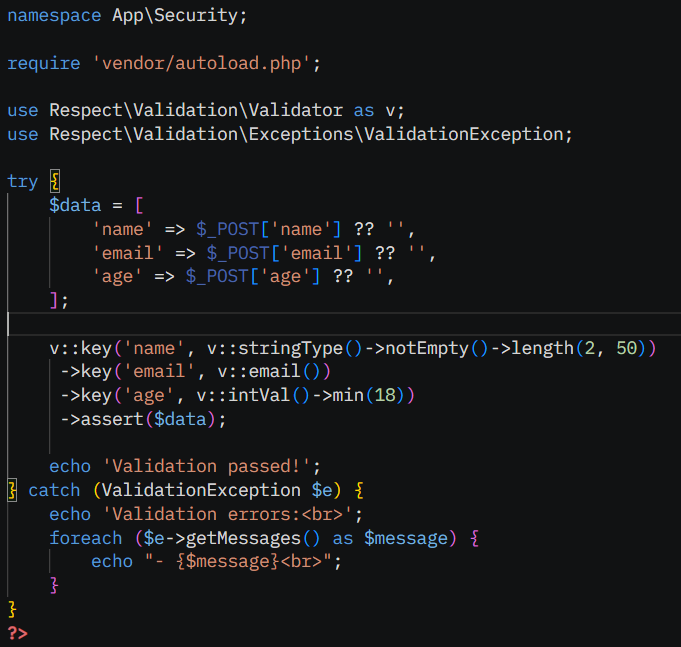 namespace App\Security;
require 'vendor/autoload.php';
use Respect\Validation\Validator as v;
use Respect\Validation\Exceptions\ValidationException;
try {
$data = [
'name' => $_POST['name'] ?? '',
'email' => $_POST['email'] ?? '',
'age' => $_POST['age'] ?? '',
];
v::key('name', v::stringType()->notEmpty()->length(2, 50))
->key('email', v::email())
->key('age', v::intVal()->min(18))
->assert($data);
echo 'Validation passed!';
} catch (ValidationException $e) {
echo 'Validation errors:<br>';
foreach ($e->getMessages() as $message) {
echo "- {$message}<br>";
}
}
?>